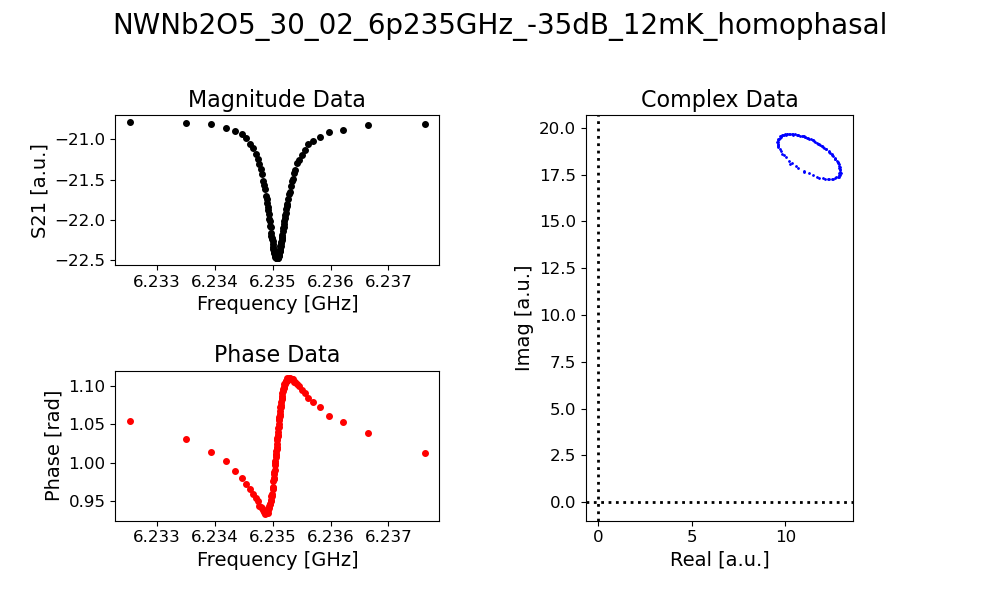 NWNb2O5_30_02_6p235GHz_-35dB_12mK_homophasal
Magnitude Data
S21 [a.u.]
−21.0
−21.5
−22.0
−22.5
6.233 6.234 6.235 6.236 6.237
Frequency [GHz]
Phase Data
Phase [rad]
1.10
1.05
1.00
0.95
6.233 6.234 6.235 6.236 6.237
Frequency [GHz]
Complex Data
Imag [a.u.]
20.0
17.5
15.0
12.5
10.0
7.5
5.0
2.5
0.0
0 5 10
Real [a.u.]